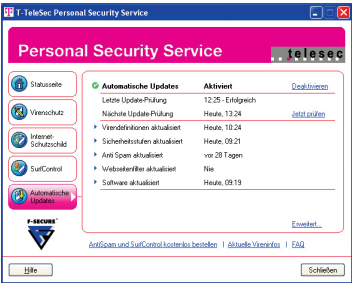 T-TeleSec Personal Security Service
Personal Security Service
telesec
Statusseite
Virenschutz
Internet-
Schutzschild
SurfControl
Automatische
Updates
F-SECURE
Automatische Updates Aktiviert Deaktivieren
Letzte Update-Prüfung 12:25 - Erfolgreich
Nächste Update-Prüfung Heute, 13:24 Jetzt prüfen
Virendefinitionen aktualisiert Heute, 10:24
Sicherheitsstufen aktualisiert Heute, 09:21
Anti Spam aktualisiert vor 28 Tagen
Webseitenfilter aktualisiert Nie
Software aktualisiert Heute, 09:19
Erweitert...
AntiSpam und SurfControl kostenlos bestellen | Aktuelle Vireninfos | FAQ
Hilfe Schließen